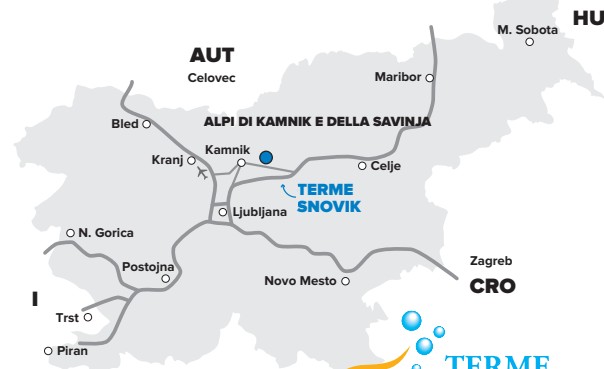 HU
M. Sobota
AUT
Celovec
Maribor
Bled
ALPI DI KAMNIK E DELLA SAVINJA
Kranj
Kamnik
Celje
TERME
SNOVIK
Ljubljana
N. Gorica
Postojna
Novo Mesto
Zagreb
CRO
I
Trst
Piran
TERME